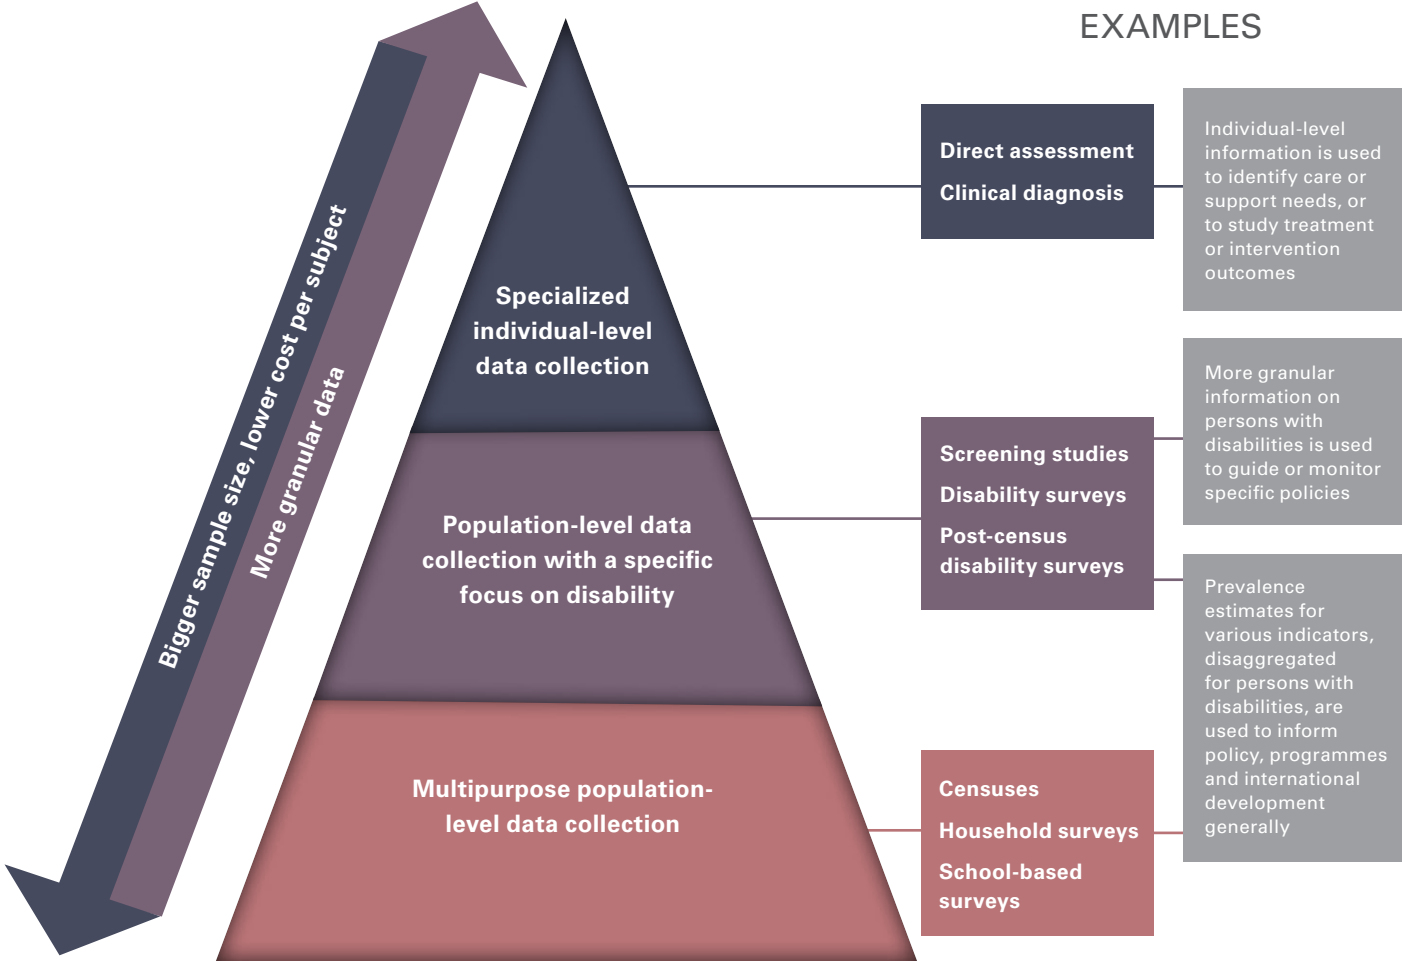 EXAMPLES
Bigger sample size, lower cost per subject
More granular data
Specialized
individual-level
data collection
Direct assessment
Clinical diagnosis
Individual-level
information is used
to identify care or
support needs, or
to study treatment
or intervention
outcomes
Population-level data
collection with a specific
focus on disability
Screening studies
Disability surveys
Post-census
disability surveys
More granular
information on
persons with
disabilities is used
to guide or monitor
specific policies
Multipurpose population-
level data collection
Censuses
Household surveys
School-based
surveys
Prevalence
estimates for
various indicators,
disaggregated
for persons with
disabilities, are
used to inform
policy, programmes
and international
development
generally